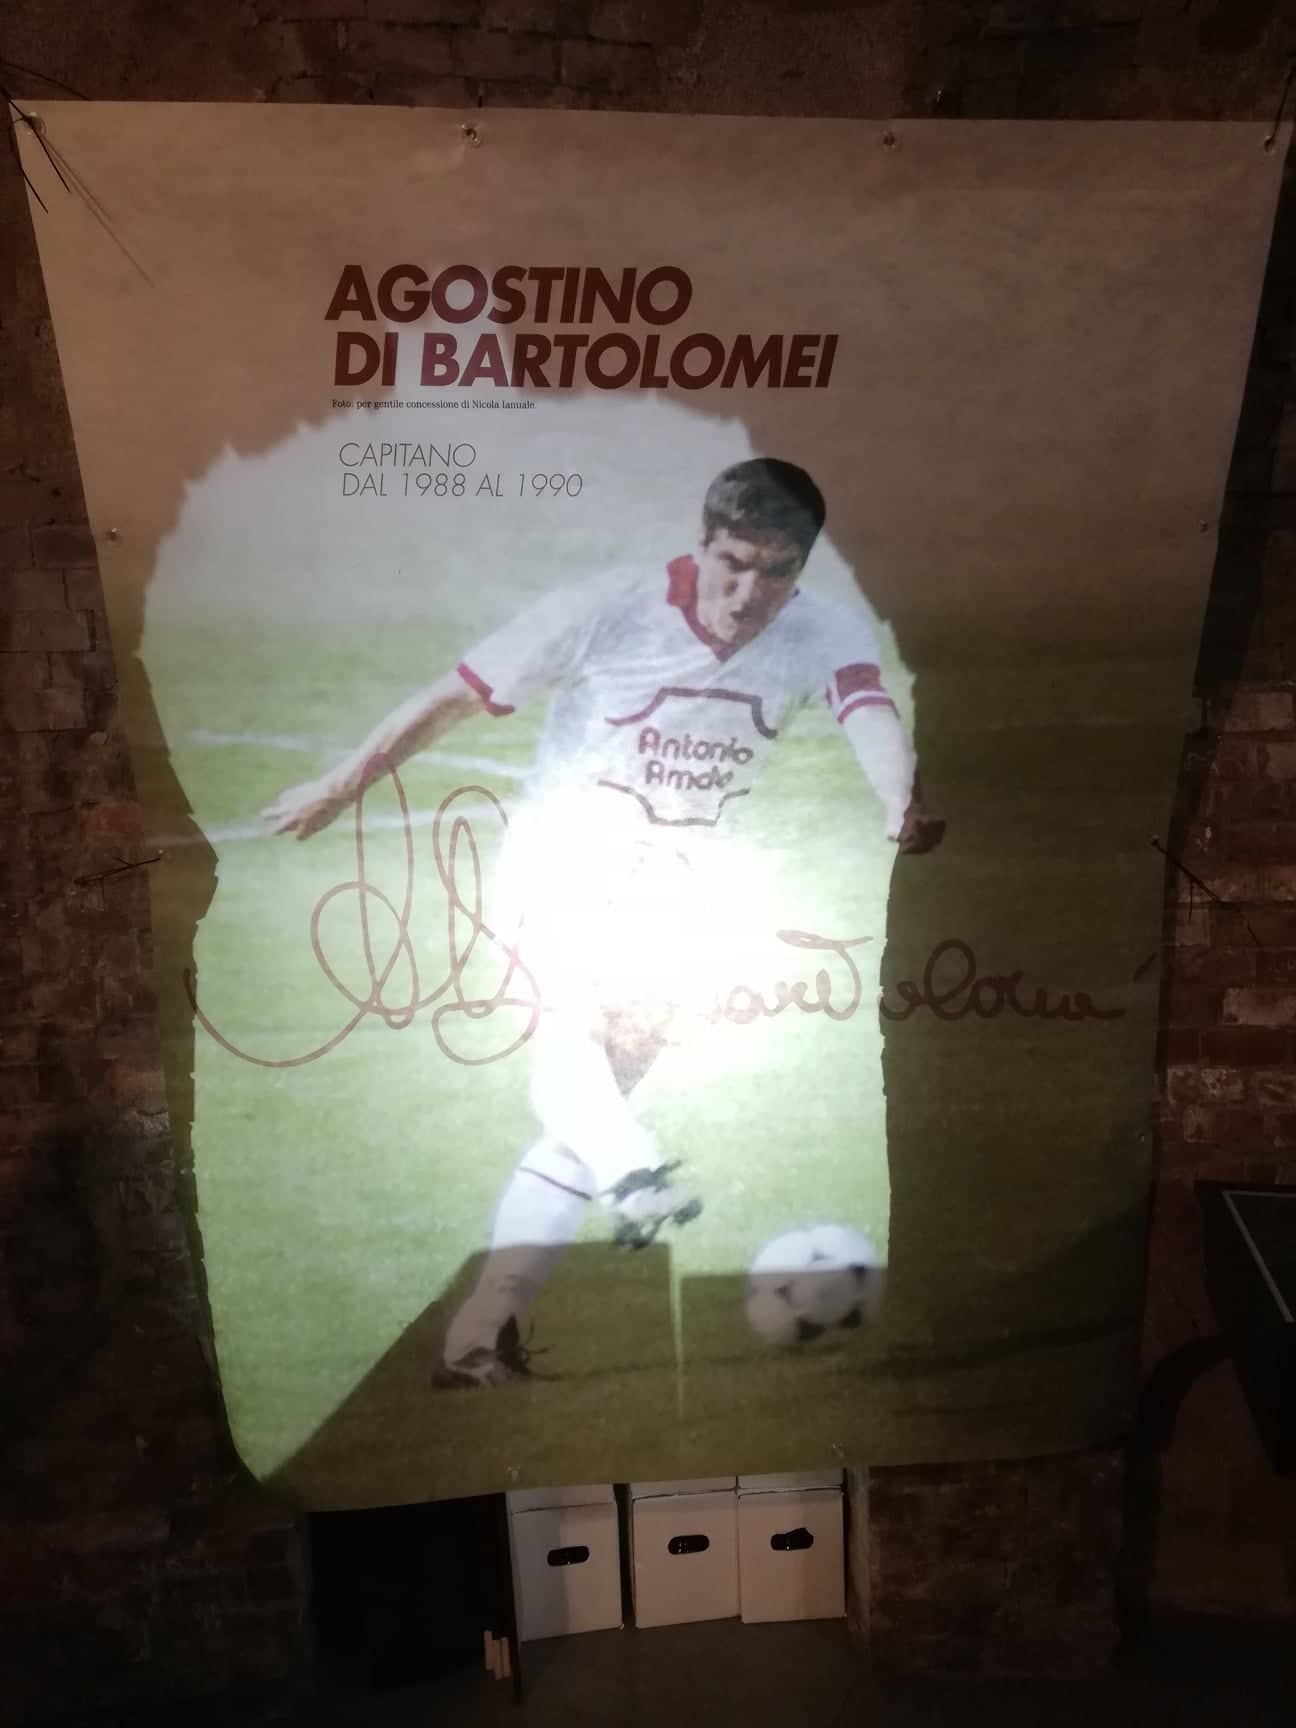 AGOSTINO
DI BARTOLOMEI
Foto: per gentile concessione di Nicola Ianuale.
CAPITANO
DAL 1988 AL 1990
Antonio
Amato